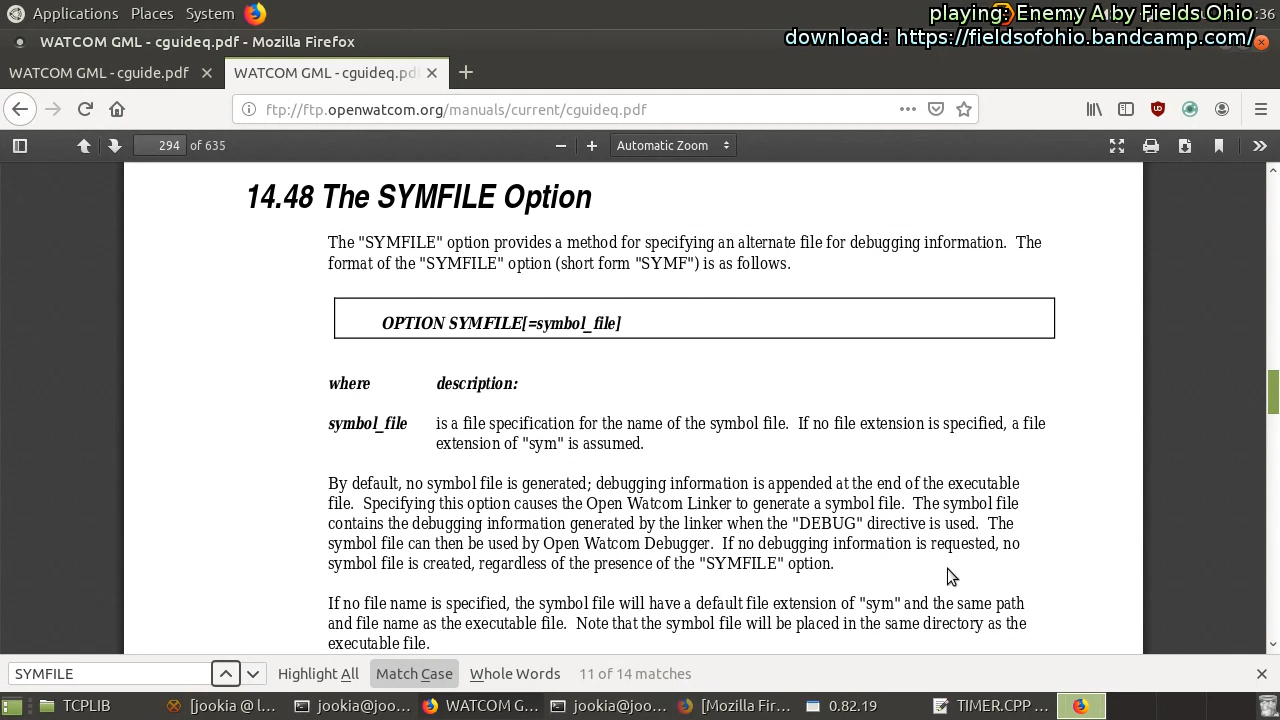 Applications Places System
playing: Enemy A by Fields Ohio
:36
WATCOM GML - cguideq.pdf - Mozilla Firefox
download: https://fieldsofohio.bandcamp.com/
WATCOM GML - cguide.pdf
WATCOM GML - cguideq.pdf
ftp://ftp.openwatcom.org/manuals/current/cguideq.pdf
294 of 635
Automatic Zoom
14.48 The SYMFILE Option
The "SYMFILE" option provides a method for specifying an alternate file for debugging information. The
format of the "SYMFILE" option (short form "SYMF") is as follows.
OPTION SYMFILE[=symbol_file]
where description:
symbol_file is a file specification for the name of the symbol file. If no file extension is specified, a file
extension of "sym" is assumed.
By default, no symbol file is generated; debugging information is appended at the end of the executable
file. Specifying this option causes the Open Watcom Linker to generate a symbol file. The symbol file
contains the debugging information generated by the linker when the "DEBUG" directive is used. The
symbol file can then be used by Open Watcom Debugger. If no debugging information is requested, no
symbol file is created, regardless of the presence of the "SYMFILE" option.
If no file name is specified, the symbol file will have a default file extension of "sym" and the same path
and file name as the executable file. Note that the symbol file will be placed in the same directory as the
executable file.
SYMFILE
Highlight All Match Case Whole Words 11 of 14 matches
TCPLIB [jookia @ l... jookia@joo... WATCOM G... jookia@joo... [Mozilla Fir... 0.82.19 TIMER.CPP ...